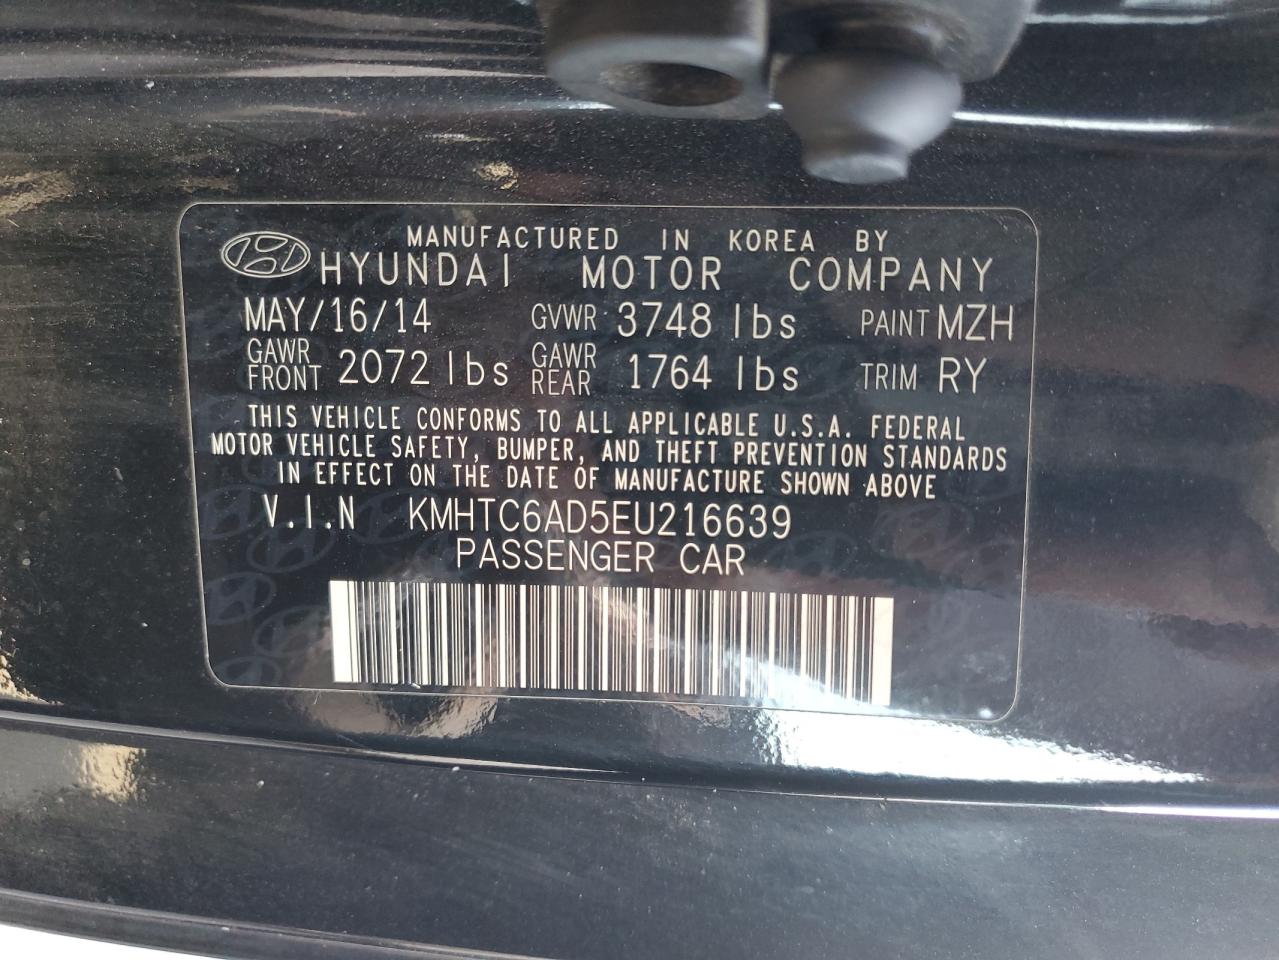 MANUFACTURED IN KOREA BY
HYUNDAI MOTOR COMPANY
MAY/16/14 GVWR 3748 lbs PAINT MZH
GAWR FRONT 2072 lbs GAWR REAR 1764 lbs TRIM RY
THIS VEHICLE CONFORMS TO ALL APPLICABLE U.S.A. FEDERAL
MOTOR VEHICLE SAFETY, BUMPER, AND THEFT PREVENTION STANDARDS
IN EFFECT ON THE DATE OF MANUFACTURE SHOWN ABOVE
V.I.N KMHTC6AD5EU216639
PASSENGER CAR